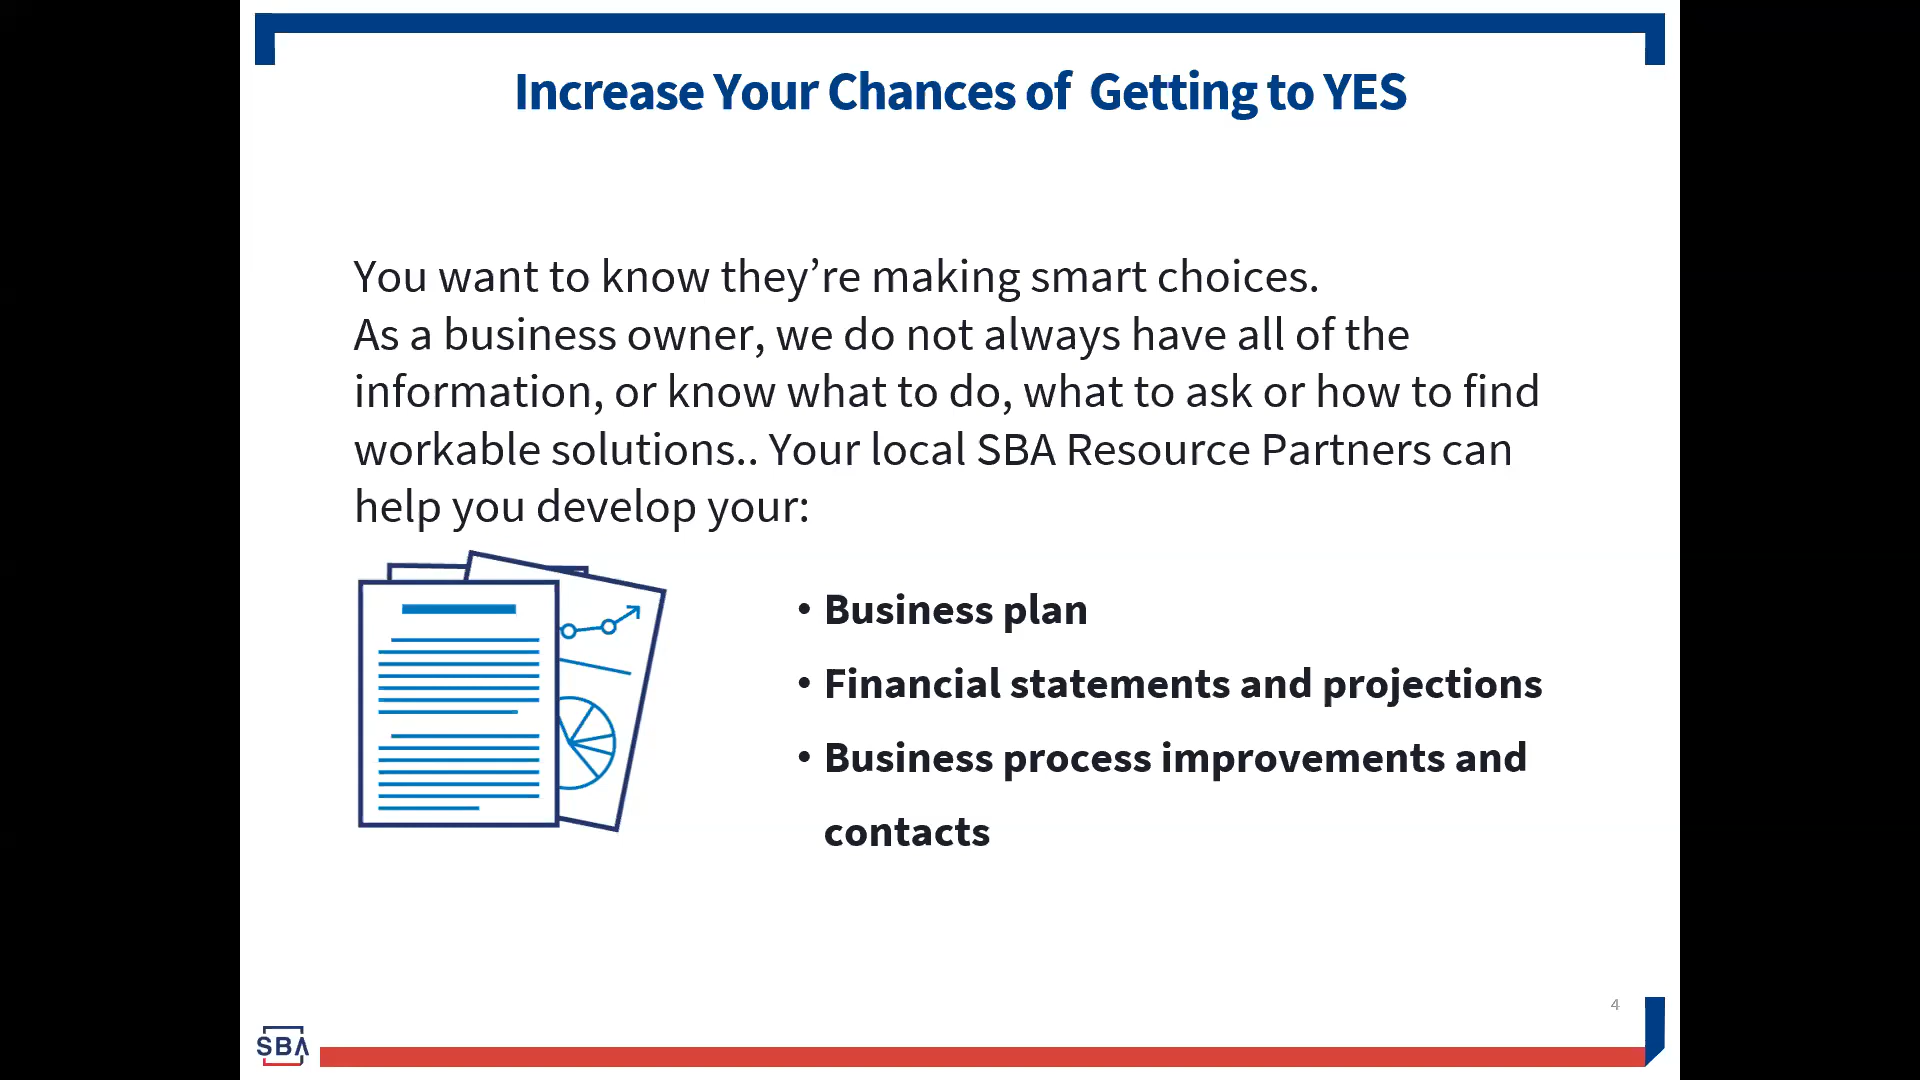 Increase Your Chances of  Getting to YES
You want to know they’re making smart choices.
As a business owner, we do not always have all of the
information, or know what to do, what to ask or how to find
workable solutions.. Your local SBA Resource Partners can
help you develop your:
• Business plan
• Financial statements and projections
• Business process improvements and
contacts
4
SBA